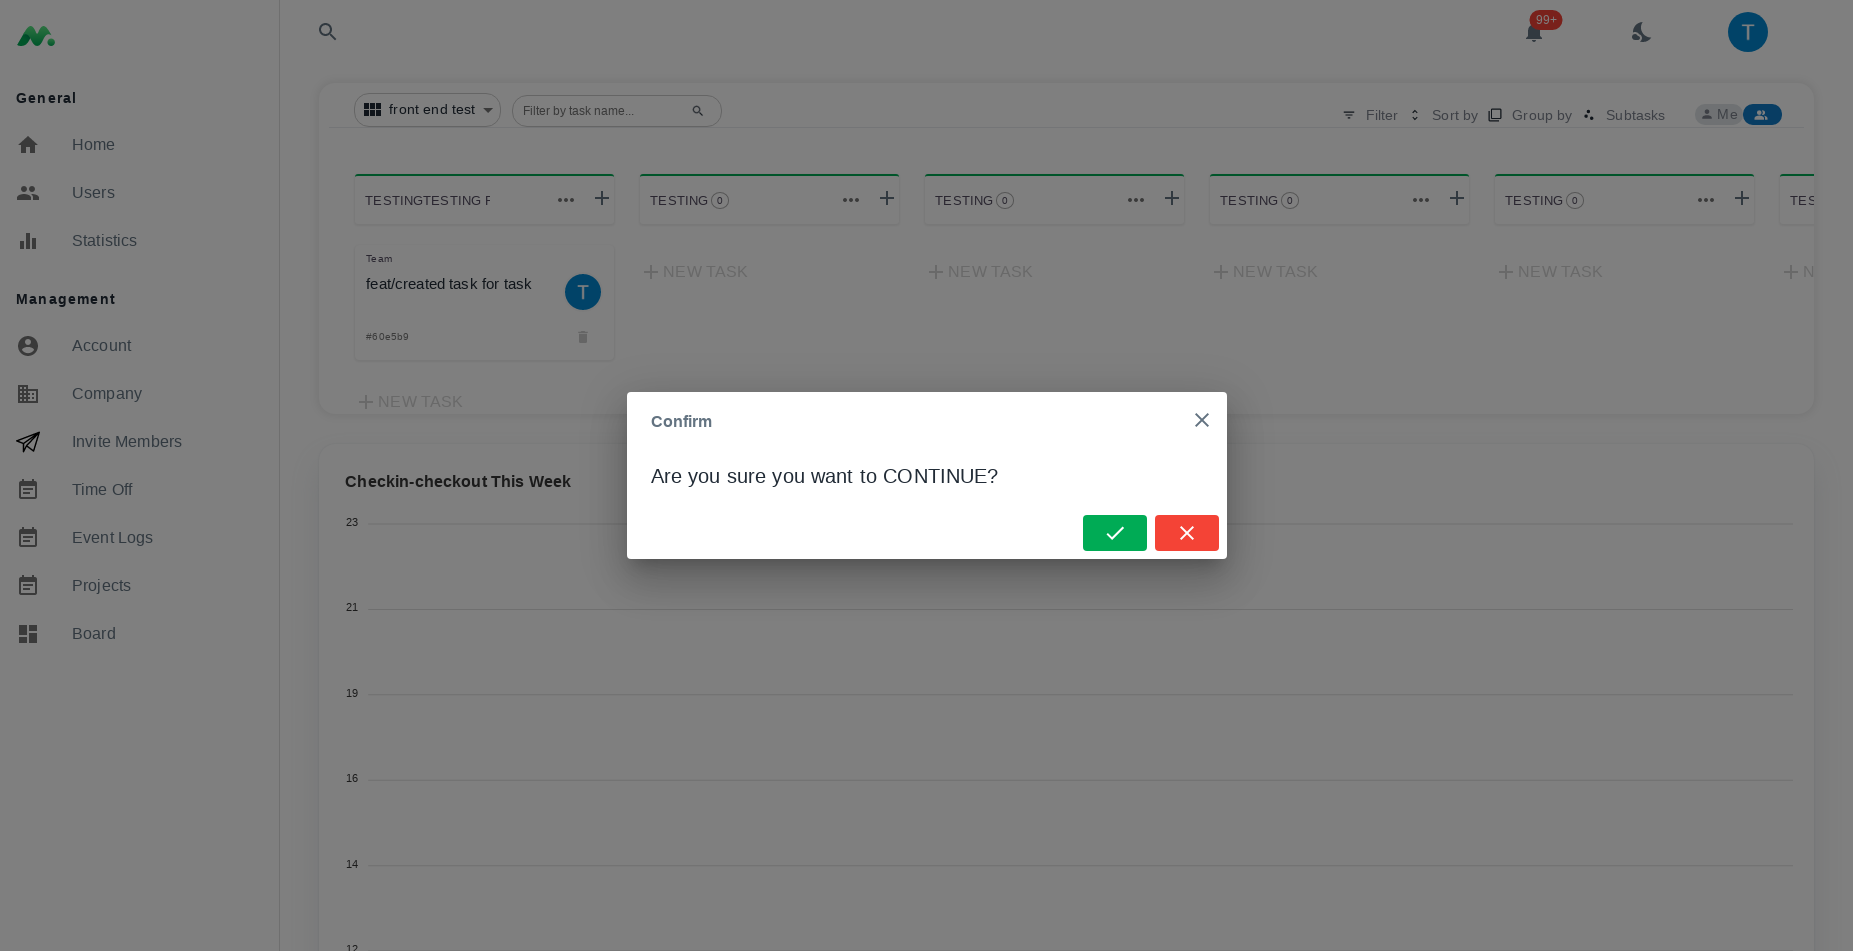 99+
T
General
Home
Users
Statistics
Management
Account
Company
Invite Members
Time Off
Event Logs
Projects
Board
front end test
Filter by task name...
Filter
Sort by
Group by
Subtasks
Me
TESTINGTESTING
TESTING 0
TESTING 0
TESTING 0
TESTING 0
Team
feat/created task for task
T
#60e5b9
NEW TASK
NEW TASK
NEW TASK
NEW TASK
NEW TASK
Confirm
Are you sure you want to CONTINUE?
Checkin-checkout This Week
23
21
19
16
14
12